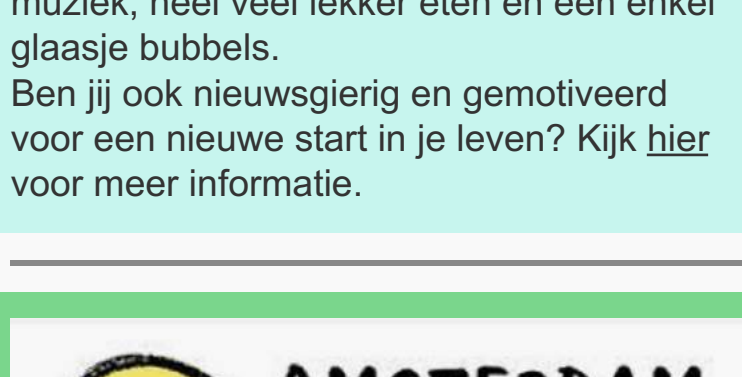 muziek, heel veel lekker eten en een enkel
glaasje bubbels.
Ben jij ook nieuwsgierig en gemotiveerd
voor een nieuwe start in je leven? Kijk hier
voor meer informatie.
AMSTERDAM